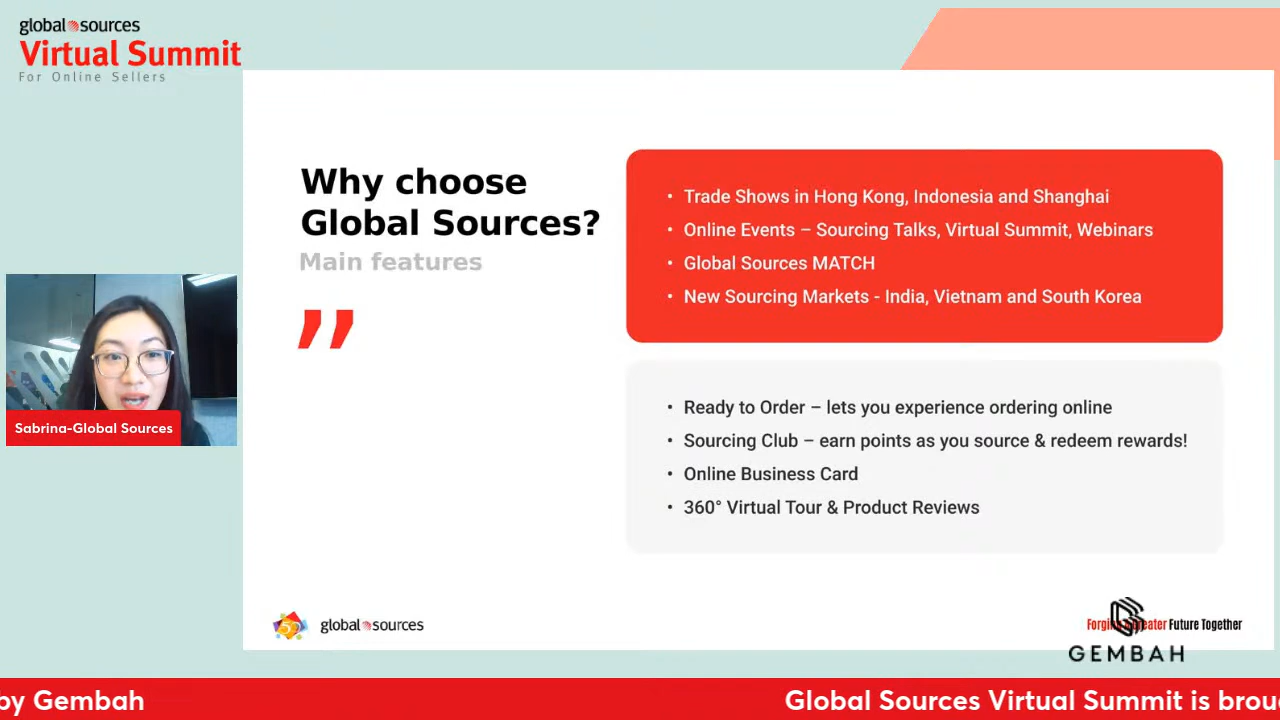 global sources
Virtual Summit
For Online Sellers
Why choose
Global Sources?
Main features
”
• Trade Shows in Hong Kong, Indonesia and Shanghai
• Online Events – Sourcing Talks, Virtual Summit, Webinars
• Global Sources MATCH
• New Sourcing Markets - India, Vietnam and South Korea
• Ready to Order – lets you experience ordering online
• Sourcing Club – earn points as you source & redeem rewards!
• Online Business Card
• 360° Virtual Tour & Product Reviews
Sabrina-Global Sources
50 global sources
Future Together
GEMBAH
by Gembah
Global Sources Virtual Summit is brou